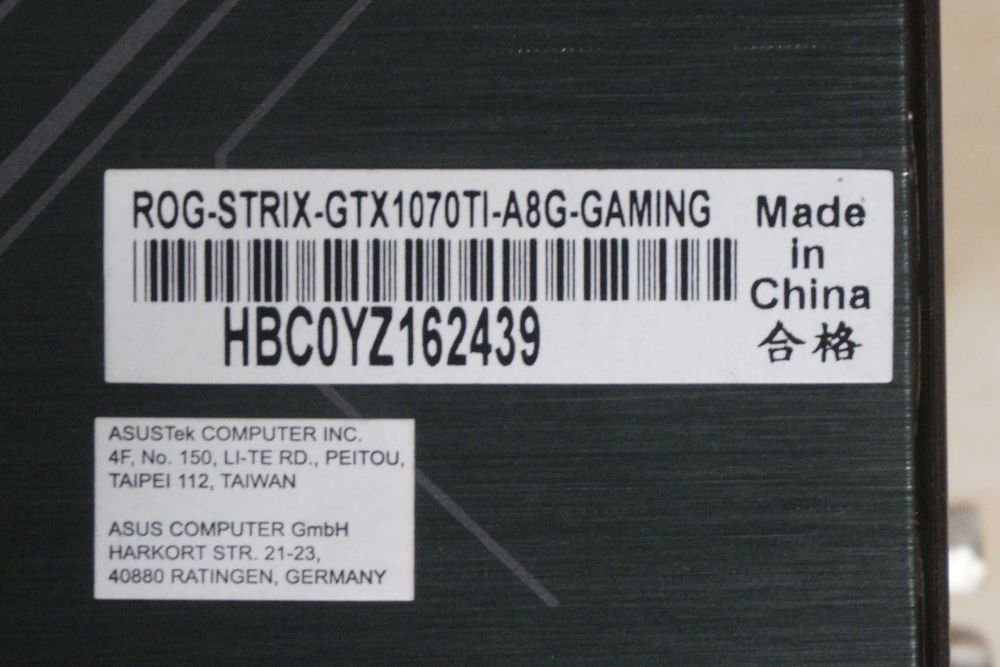 ROG-STRIX-GTX1070TI-A8G-GAMING
HBC0YZ162439
Made
in
China
合格
ASUSTek COMPUTER INC.
4F, No. 150, LI-TE RD., PEITOU,
TAIPEI 112, TAIWAN
ASUS COMPUTER GmbH
HARKORT STR. 21-23,
40880 RATINGEN, GERMANY